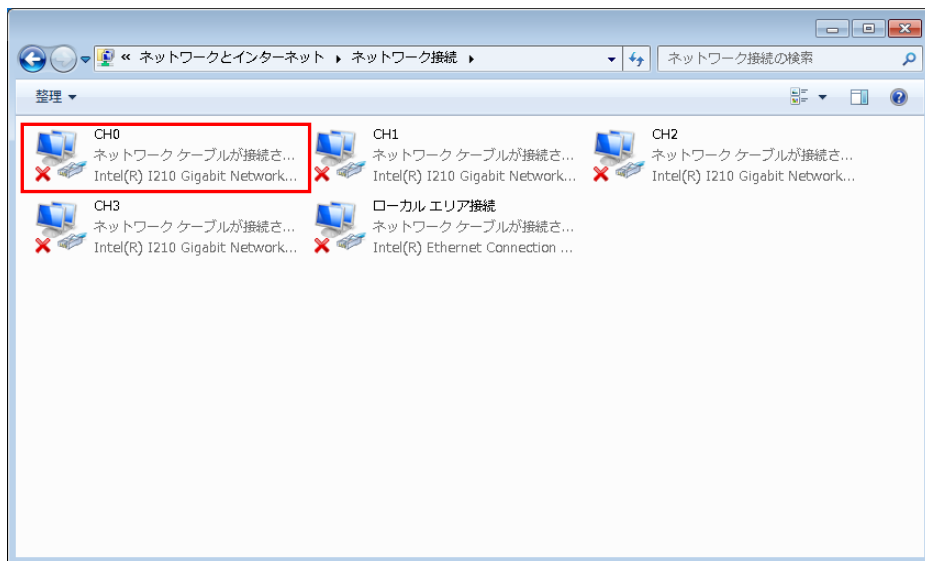 « ネットワークとインターネット ▸ ネットワーク接続 ▸
ネットワーク接続の検索
整理 ▼
CH0
ネットワーク ケーブルが接続さ...
Intel(R) I210 Gigabit Network...
CH1
ネットワーク ケーブルが接続さ...
Intel(R) I210 Gigabit Network...
CH2
ネットワーク ケーブルが接続さ...
Intel(R) I210 Gigabit Network...
CH3
ネットワーク ケーブルが接続さ...
Intel(R) I210 Gigabit Network...
ローカル エリア接続
ネットワーク ケーブルが接続さ...
Intel(R) Ethernet Connection ...